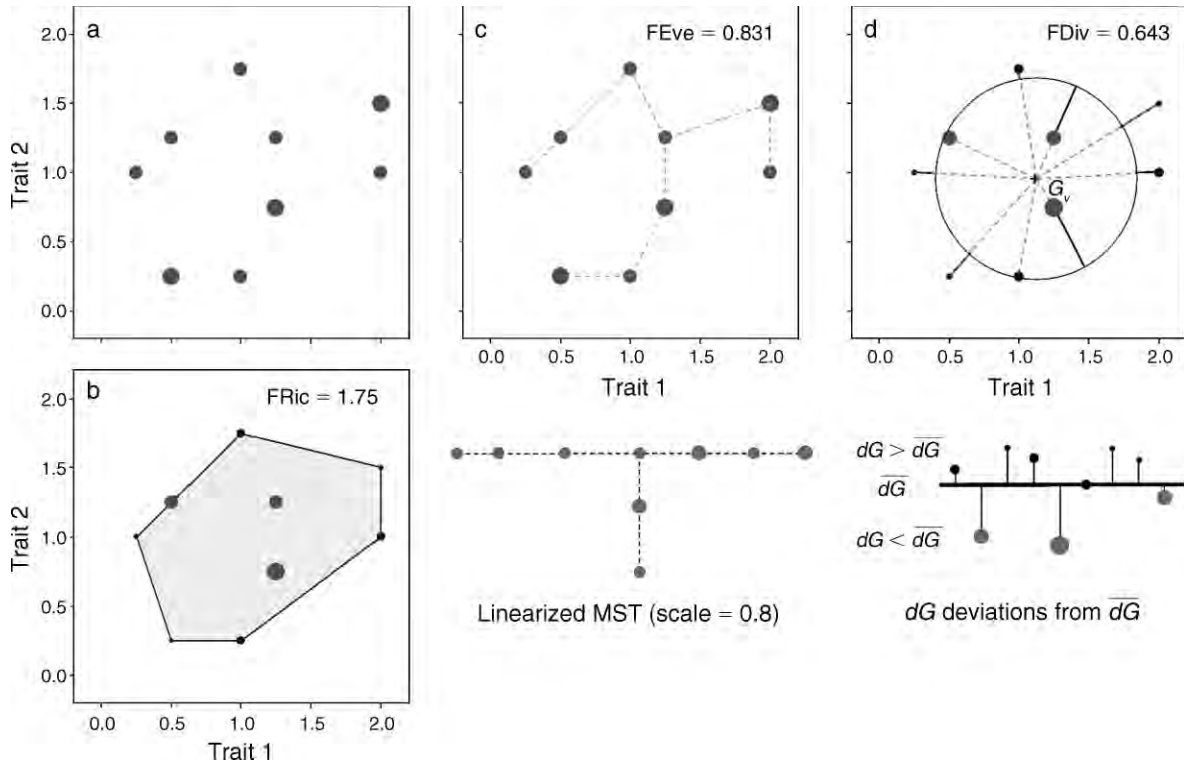 a
2.0
1.5
1.0
0.5
0.0
Trait 2
c
FEve = 0.831
0.0 0.5 1.0 1.5 2.0
Trait 1
d
FDiv = 0.643
Gv
0.0 0.5 1.0 1.5 2.0
Trait 1
b
FRic = 1.75
2.0
1.5
1.0
0.5
0.0
Trait 2
0.0 0.5 1.0 1.5 2.0
Trait 1
Linearized MST (scale = 0.8)
dG > d̅G̅
d̅G̅
dG < d̅G̅
dG deviations from d̅G̅